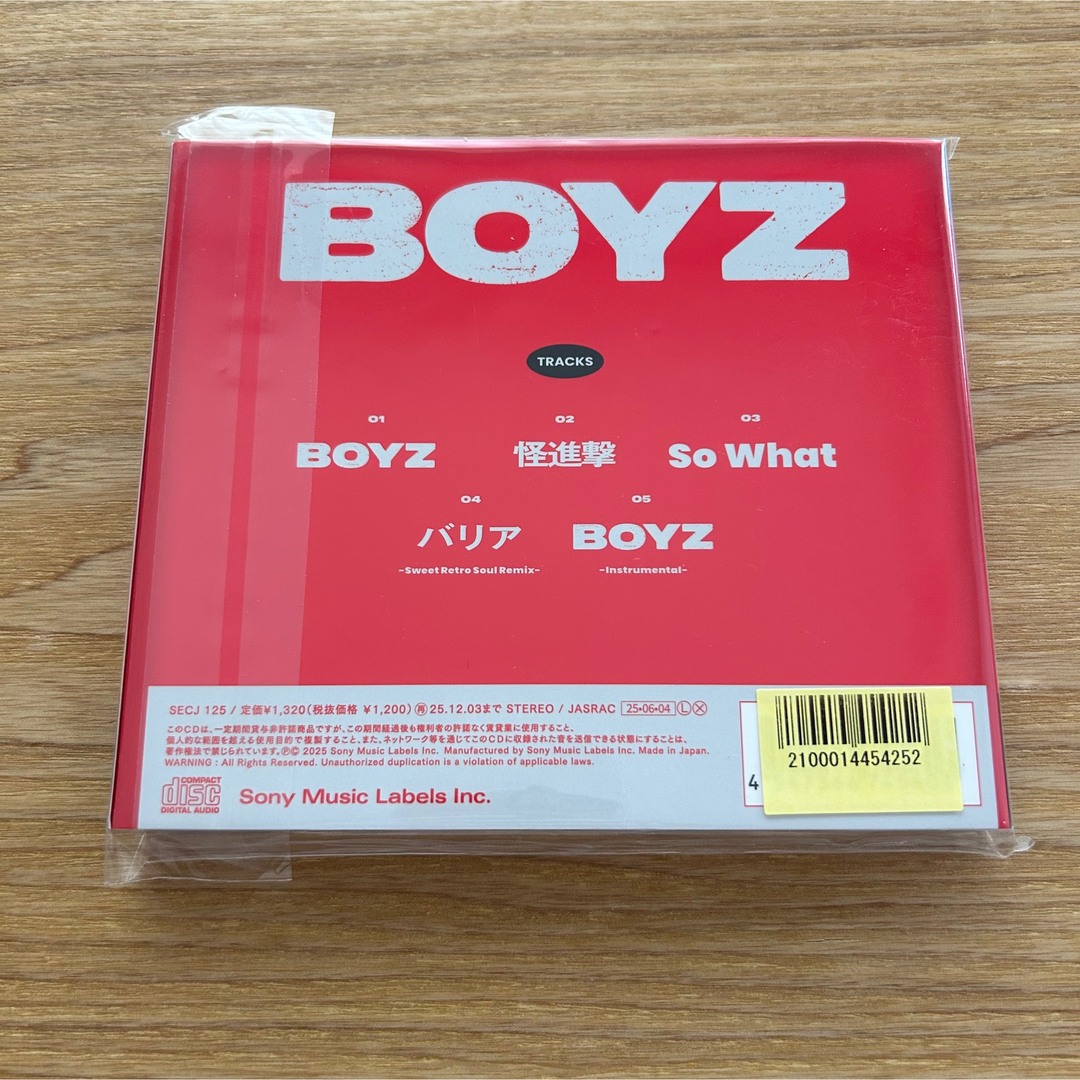 BOYZ
TRACKS
01
BOYZ
02
怪進撃
03
So What
04
バリア
-Sweet Retro Soul Remix-
05
BOYZ
-Instrumental-
SECJ 125 / 定価¥1,320(税抜価格 ¥1,200) 再 25.12.03まで STEREO / JASRAC 25•06•04 L X
このCDは、一定期間貸与非許諾商品ですが、この期間経過後も権利者の許諾なく賃貸業に使用すること、
個人的な範囲を超える使用目的で複製すること、また、ネットワーク等を通じてこのCDに収録された音を送信できる状態にすることは、
著作権法で禁じられています。Ⓟ© 2025 Sony Music Labels Inc. Manufactured by Sony Music Labels Inc. Made in Japan.
WARNING : All Rights Reserved. Unauthorized duplication is a violation of applicable laws.
COMPACT
disc
DIGITAL AUDIO
Sony Music Labels Inc.
4
2100014454252